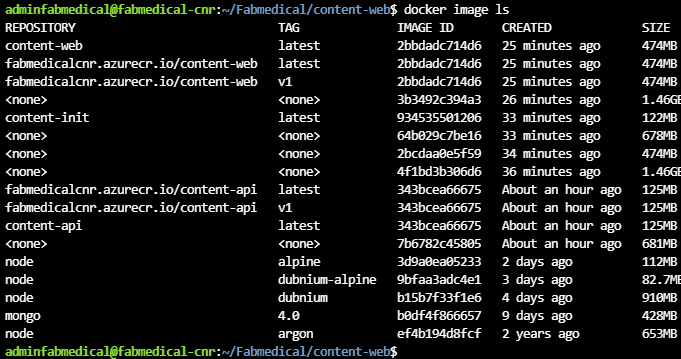 adminfabmedical@fabmedical-cnr:~/Fabmedical/content-web$ docker image ls
REPOSITORY TAG IMAGE ID CREATED SIZE
content-web latest 2bbdadc714d6 25 minutes ago 474MB
fabmedicalcnr.azurecr.io/content-web latest 2bbdadc714d6 25 minutes ago 474MB
fabmedicalcnr.azurecr.io/content-web v1 2bbdadc714d6 25 minutes ago 474MB
<none> <none> 3b3492c394a3 26 minutes ago 1.46GB
content-init latest 934535501206 33 minutes ago 122MB
<none> <none> 64b029c7be16 33 minutes ago 678MB
<none> <none> 2bcdaa0e5f59 34 minutes ago 474MB
<none> <none> 4f1bd3b306d6 36 minutes ago 1.46GB
fabmedicalcnr.azurecr.io/content-api latest 343bcea66675 About an hour ago 125MB
fabmedicalcnr.azurecr.io/content-api v1 343bcea66675 About an hour ago 125MB
content-api latest 343bcea66675 About an hour ago 125MB
<none> <none> 7b6782c45805 About an hour ago 681MB
node alpine 3d9a0ea05233 2 days ago 112MB
node dubnium-alpine 9bfaa3adc4e1 3 days ago 82.7MB
node dubnium b15b7f33f1e6 4 days ago 910MB
mongo 4.0 b0df4f866657 9 days ago 428MB
node argon ef4b194d8fcf 2 years ago 653MB
adminfabmedical@fabmedical-cnr:~/Fabmedical/content-web$